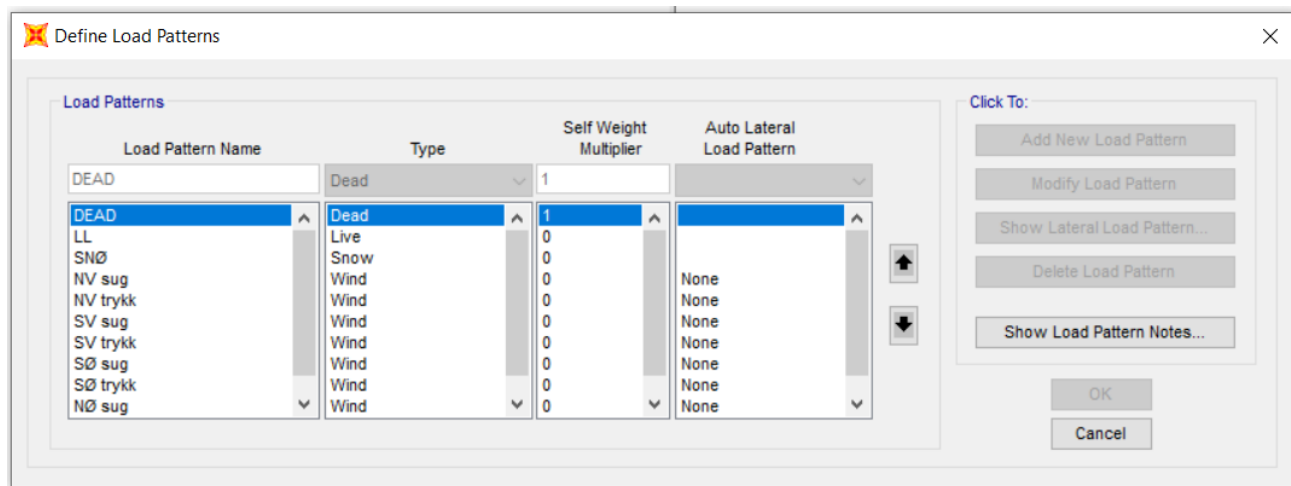 Define Load Patterns
Load Patterns
Click To:
Load Pattern Name Type Self Weight Multiplier Auto Lateral Load Pattern
DEAD Dead 1
DEAD Dead 1
LL Live 0
SNØ Snow 0
NV sug Wind 0 None
NV trykk Wind 0 None
SV sug Wind 0 None
SV trykk Wind 0 None
SØ sug Wind 0 None
SØ trykk Wind 0 None
NØ sug Wind 0 None
Add New Load Pattern
Modify Load Pattern
Show Lateral Load Pattern...
Delete Load Pattern
Show Load Pattern Notes...
OK
Cancel